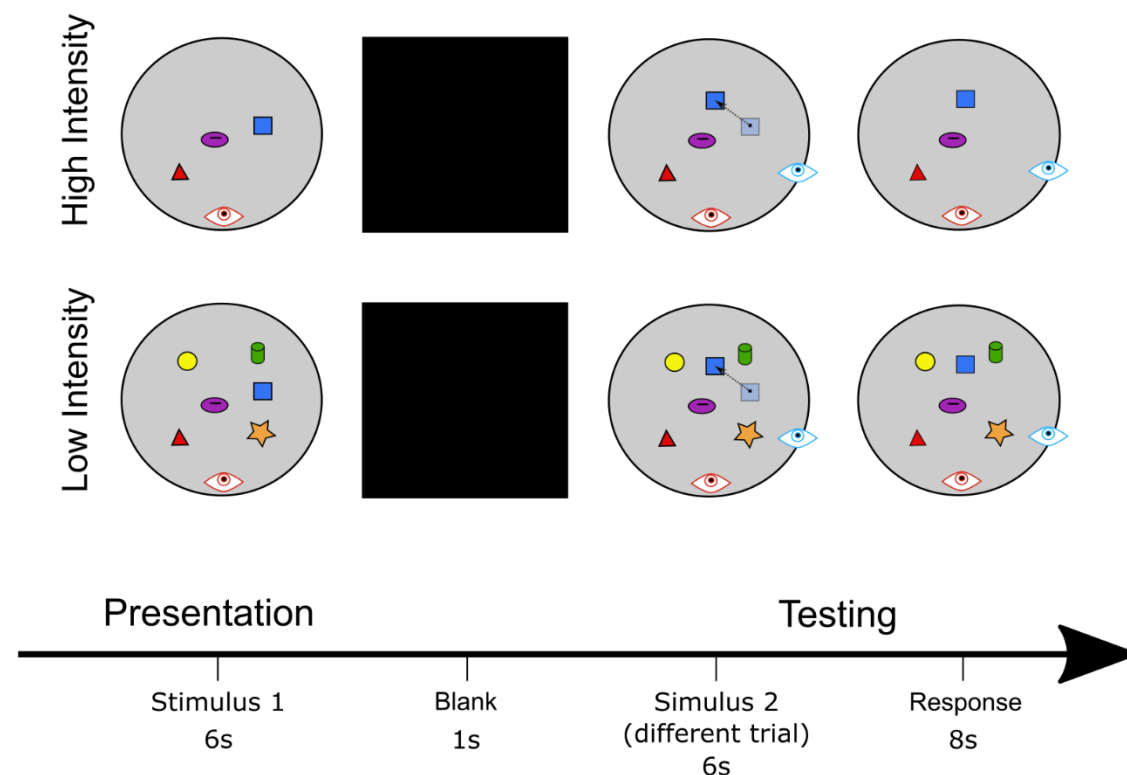 High Intensity
Low Intensity
Presentation
Testing
Stimulus 1
6s
Blank
1s
Simulus 2
(different trial)
6s
Response
8s